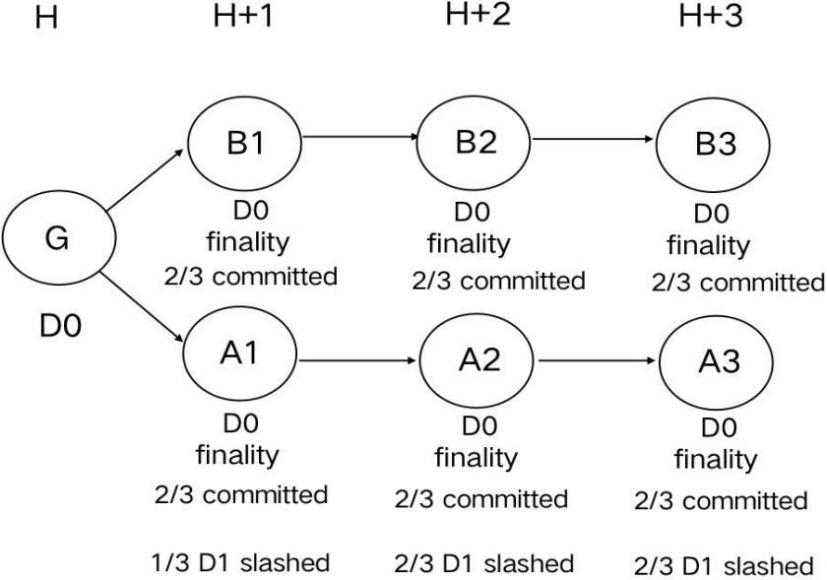 H H+1 H+2 H+3
B1 B2 B3
D0 D0 D0
finality finality finality
2/3 committed 2/3 committed 2/3 committed
G
D0
A1 A2 A3
D0 D0 D0
finality finality finality
2/3 committed 2/3 committed 2/3 committed
1/3 D1 slashed 2/3 D1 slashed 2/3 D1 slashed